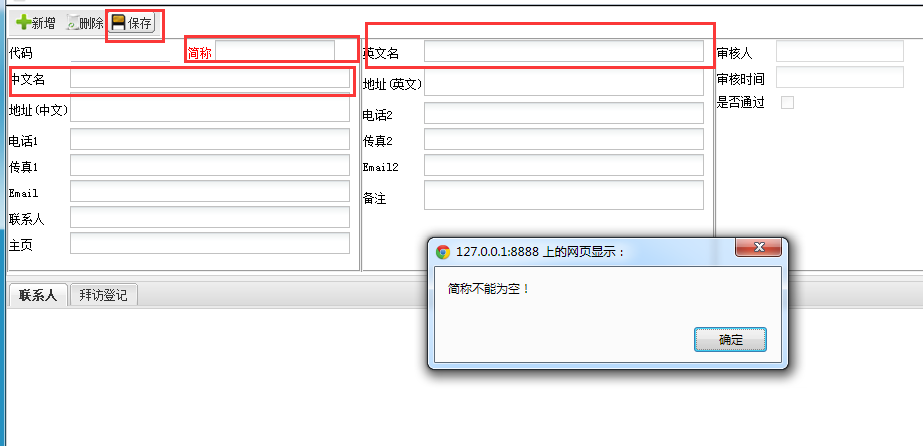 新增 删除 保存
代码 简称 英文名 审核人
中文名 地址(英文) 审核时间
地址(中文) 电话2 是否通过
电话1 传真2
传真1 Email2
Email 备注
联系人
主页
127.0.0.1:8888 上的网页显示：
简称不能为空！
确定
联系人 拜访登记